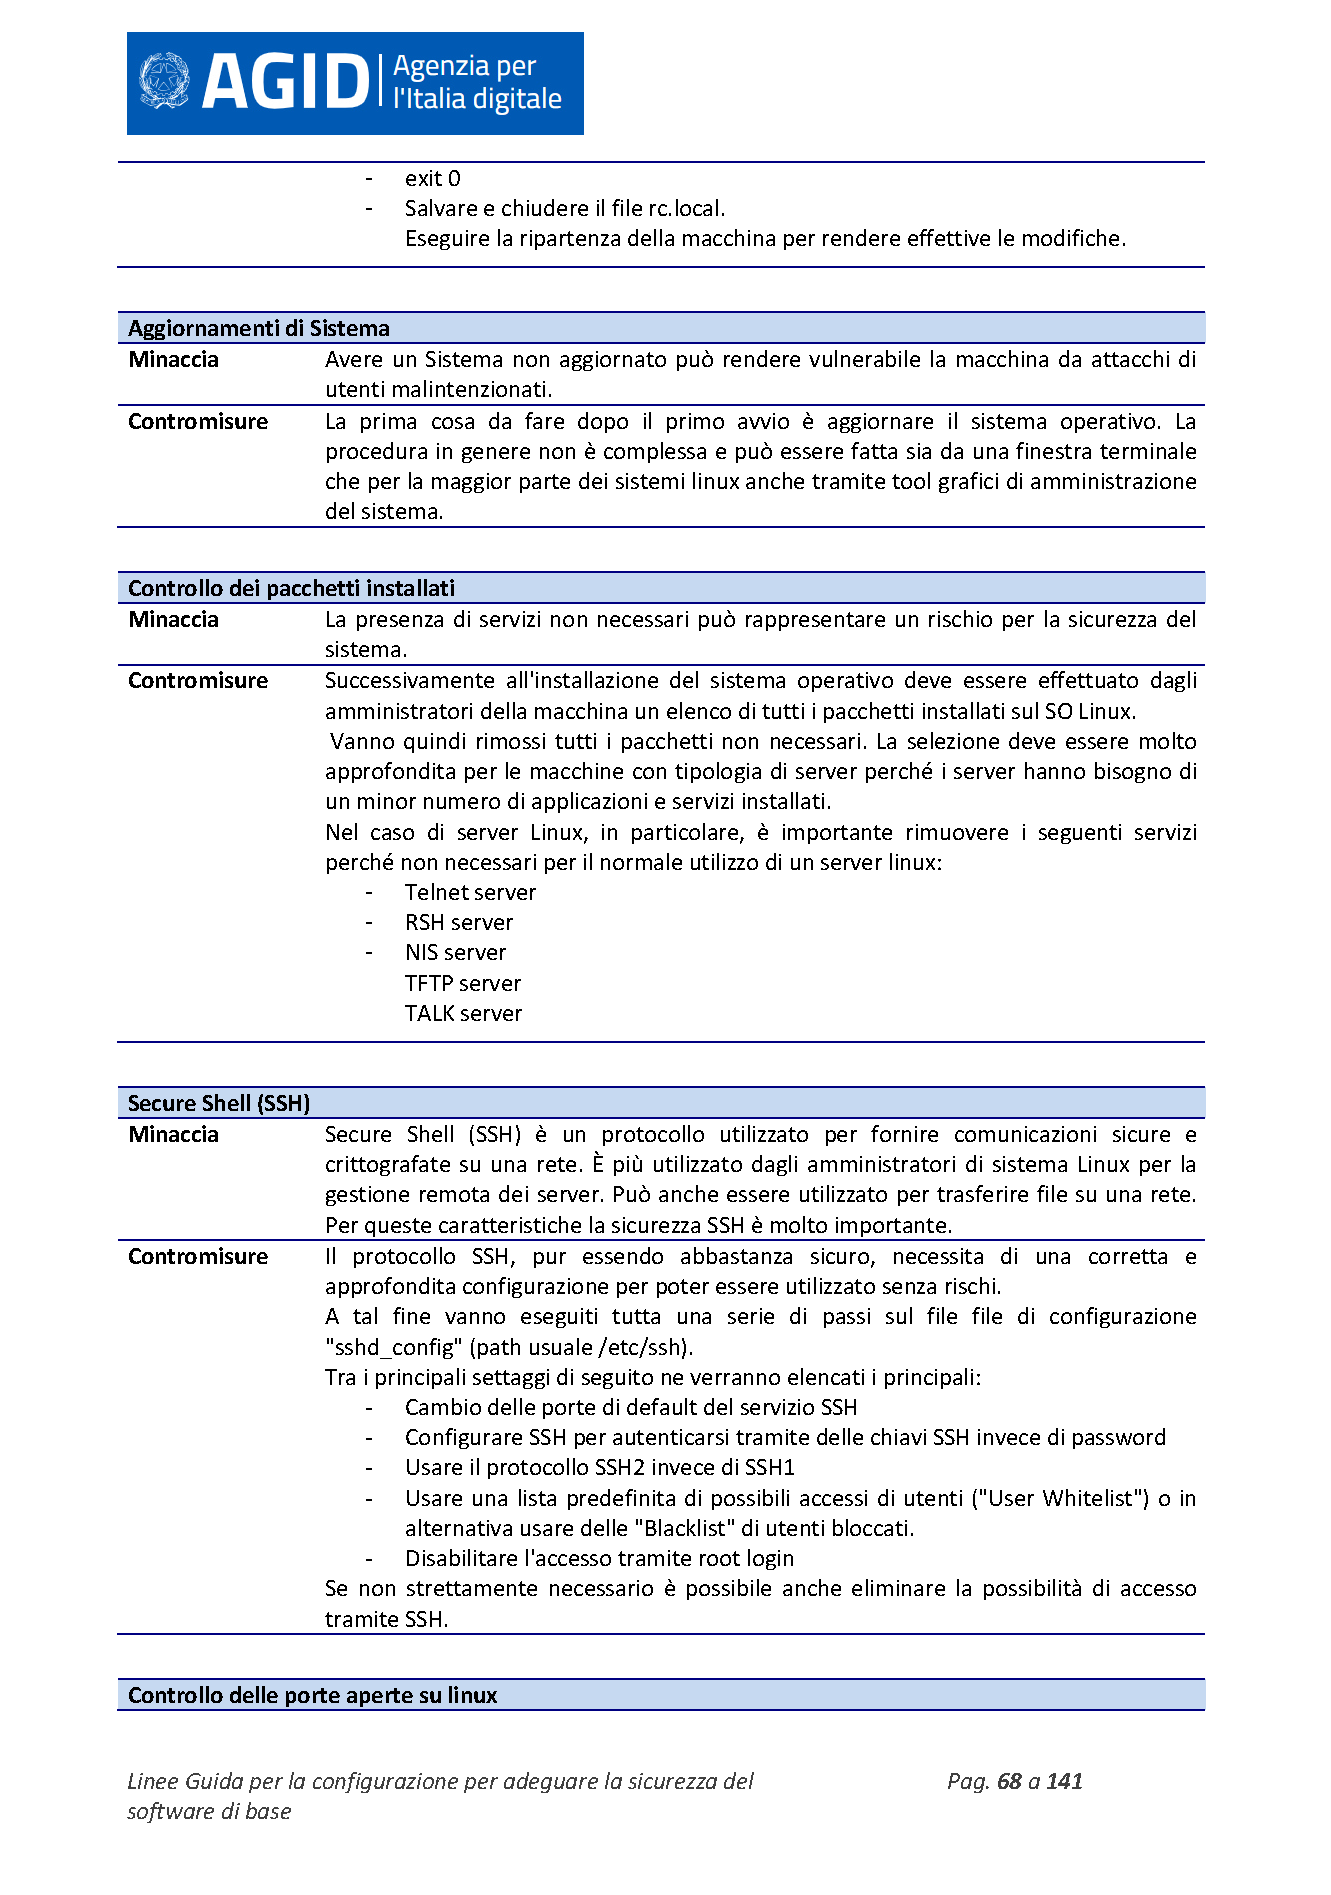 AGID Agenzia per
l'Italia digitale
- exit 0
- Salvare e chiudere il file rc.local.
Eseguire la ripartenza della macchina per rendere effettive le modifiche.
Aggiornamenti di Sistema
Minaccia Avere un Sistema non aggiornato può rendere vulnerabile la macchina da attacchi di
utenti malintenzionati.
Contromisure La prima cosa da fare dopo il primo avvio è aggiornare il sistema operativo. La
procedura in genere non è complessa e può essere fatta sia da una finestra terminale
che per la maggior parte dei sistemi linux anche tramite tool grafici di amministrazione
del sistema.
Controllo dei pacchetti installati
Minaccia La presenza di servizi non necessari può rappresentare un rischio per la sicurezza del
sistema.
Contromisure Successivamente all'installazione del sistema operativo deve essere effettuato dagli
amministratori della macchina un elenco di tutti i pacchetti installati sul SO Linux.
Vanno quindi rimossi tutti i pacchetti non necessari. La selezione deve essere molto
approfondita per le macchine con tipologia di server perché i server hanno bisogno di
un minor numero di applicazioni e servizi installati.
Nel caso di server Linux, in particolare, è importante rimuovere i seguenti servizi
perché non necessari per il normale utilizzo di un server linux:
- Telnet server
- RSH server
- NIS server
TFTP server
TALK server
Secure Shell (SSH)
Minaccia Secure Shell (SSH) è un protocollo utilizzato per fornire comunicazioni sicure e
crittografate su una rete. È più utilizzato dagli amministratori di sistema Linux per la
gestione remota dei server. Può anche essere utilizzato per trasferire file su una rete.
Per queste caratteristiche la sicurezza SSH è molto importante.
Contromisure Il protocollo SSH, pur essendo abbastanza sicuro, necessita di una corretta e
approfondita configurazione per poter essere utilizzato senza rischi.
A tal fine vanno eseguiti tutta una serie di passi sul file file di configurazione
"sshd_config" (path usuale /etc/ssh).
Tra i principali settaggi di seguito ne verranno elencati i principali:
- Cambio delle porte di default del servizio SSH
- Configurare SSH per autenticarsi tramite delle chiavi SSH invece di password
- Usare il protocollo SSH2 invece di SSH1
- Usare una lista predefinita di possibili accessi di utenti ("User Whitelist") o in
alternativa usare delle "Blacklist" di utenti bloccati.
- Disabilitare l'accesso tramite root login
Se non strettamente necessario è possibile anche eliminare la possibilità di accesso
tramite SSH.
Controllo delle porte aperte su linux
Linee Guida per la configurazione per adeguare la sicurezza del Pag. 68 a 141
software di base